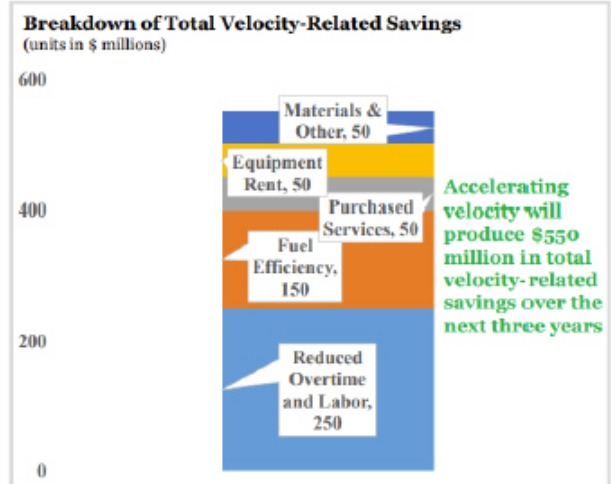 Breakdown of Total Velocity-Related Savings
(units in $ millions)
600
Materials &
Other, 50
Equipment
Rent, 50
400
Purchased
Services, 50
Fuel
Efficiency,
150
Accelerating
velocity will
produce $550
million in total
velocity-related
savings over the
next three years
200
Reduced
Overtime
and Labor,
250
0